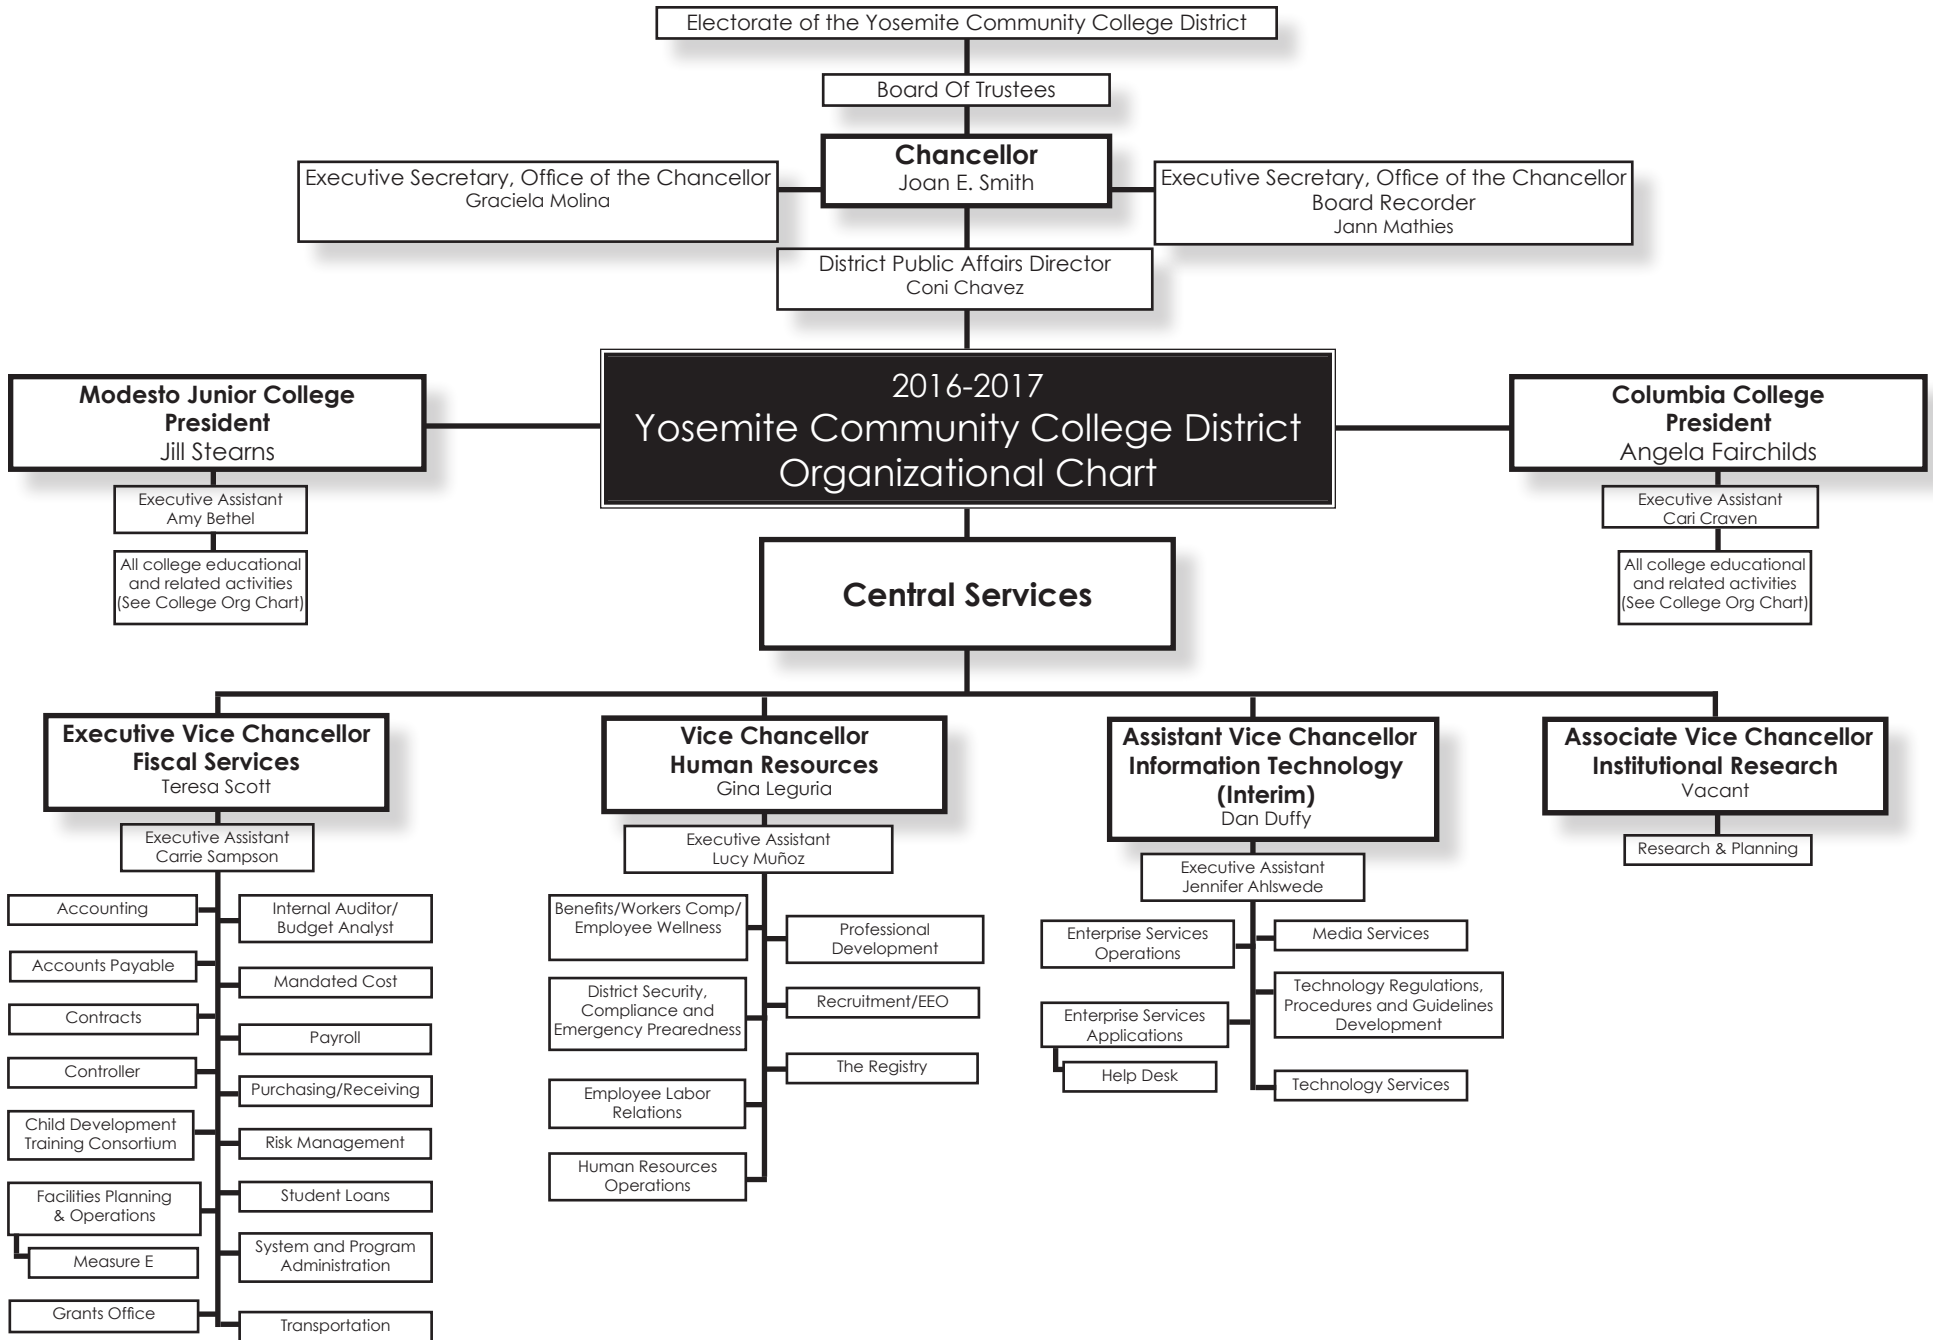 Electorate of the Yosemite Community College District
Board Of Trustees
Chancellor
Joan E. Smith
Executive Secretary, Office of the Chancellor
Graciela Molina
Executive Secretary, Office of the Chancellor
Board Recorder
Jann Mathies
District Public Affairs Director
Coni Chavez
2016-2017
Yosemite Community College District
Organizational Chart
Modesto Junior College
President
Jill Stearns
Executive Assistant
Amy Bethel
All college educational
and related activities
(See College Org Chart)
Columbia College
President
Angela Fairchilds
Executive Assistant
Cari Craven
All college educational
and related activities
(See College Org Chart)
Central Services
Executive Vice Chancellor
Fiscal Services
Teresa Scott
Executive Assistant
Carrie Sampson
Accounting
Accounts Payable
Contracts
Controller
Child Development
Training Consortium
Facilities Planning
& Operations
Measure E
Grants Office
Internal Auditor/
Budget Analyst
Mandated Cost
Payroll
Purchasing/Receiving
Risk Management
Student Loans
System and Program
Administration
Transportation
Vice Chancellor
Human Resources
Gina Leguria
Executive Assistant
Lucy Muñoz
Benefits/Workers Comp/
Employee Wellness
District Security,
Compliance and
Emergency Prearedness
Employee Labor
Relations
Human Resources
Operations
Professional
Development
Recruitment/EEO
The Registry
Assistant Vice Chancellor
Information Technology
(Interim)
Dan Duffy
Executive Assistant
Jennifer Ahlswede
Enterprise Services
Operations
Enterprise Services
Applications
Help Desk
Media Services
Technology Regulations,
Procedures and Guidelines
Development
Technology Services
Associate Vice Chancellor
Institutional Research
Vacant
Research & Planning